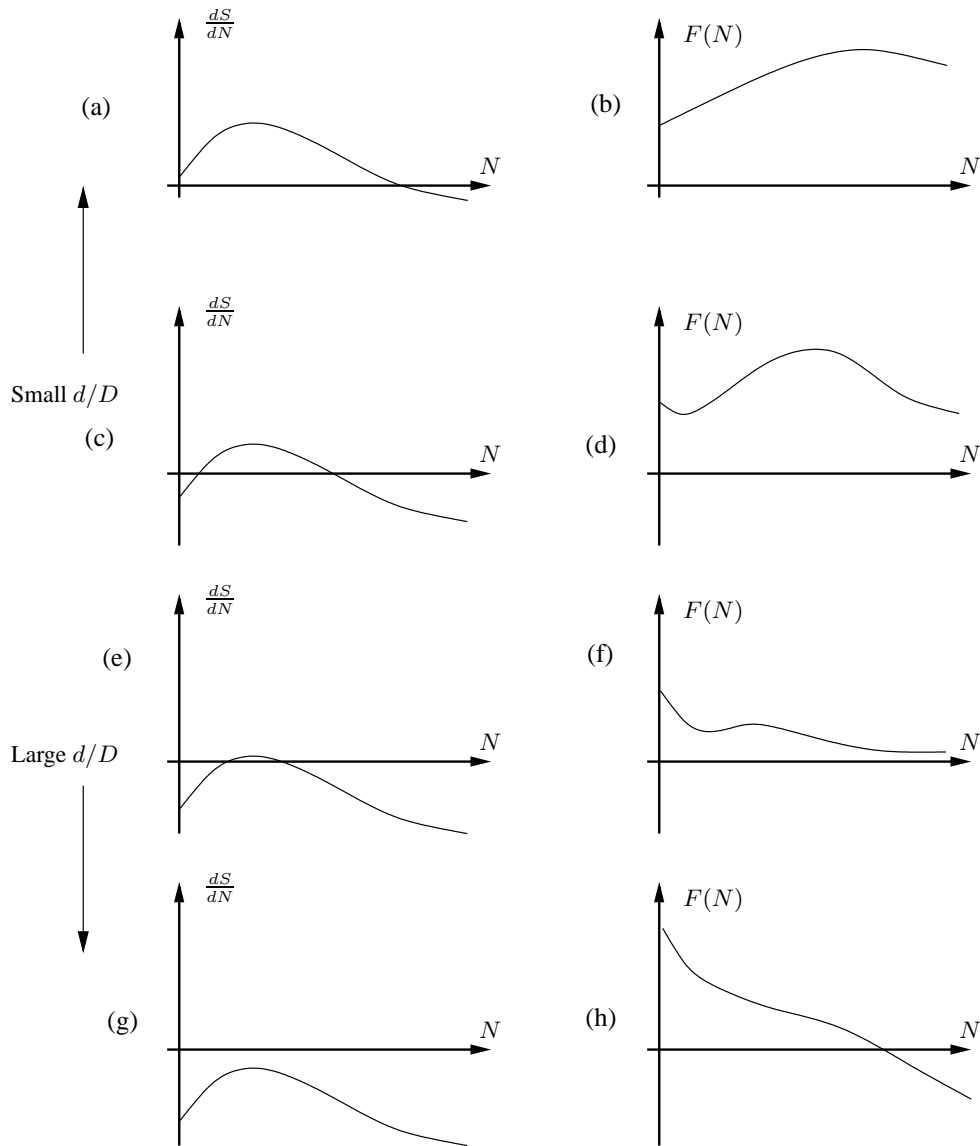 dS/dN
F(N)
(a)
(b)
N
N
dS/dN
F(N)
Small d/D
(c)
(d)
N
N
dS/dN
F(N)
(e)
(f)
Large d/D
N
N
dS/dN
F(N)
(g)
(h)
N
N